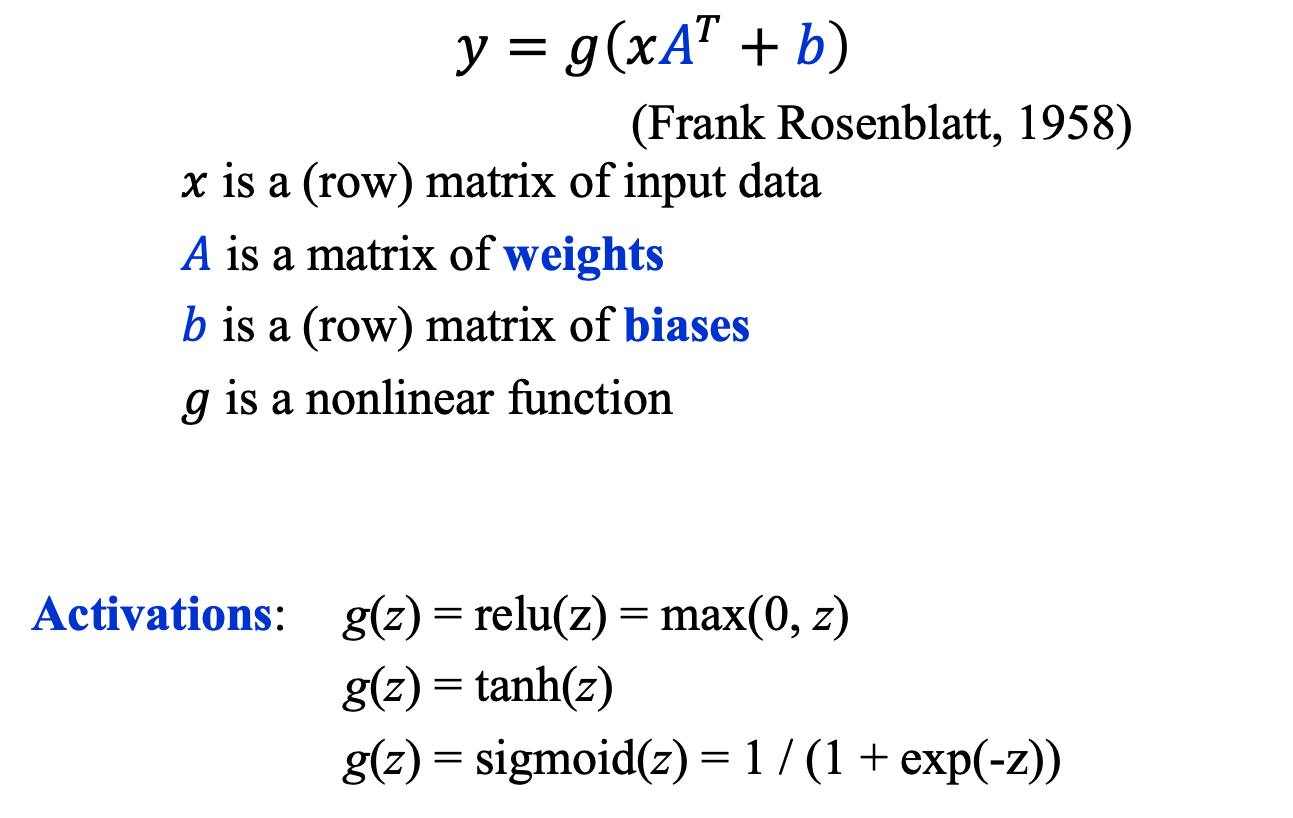 y = g(xAᵀ + b)
(Frank Rosenblatt, 1958)
x is a (row) matrix of input data
A is a matrix of weights
b is a (row) matrix of biases
g is a nonlinear function
Activations: g(z) = relu(z) = max(0, z)
g(z) = tanh(z)
g(z) = sigmoid(z) = 1 / (1 + exp(-z))